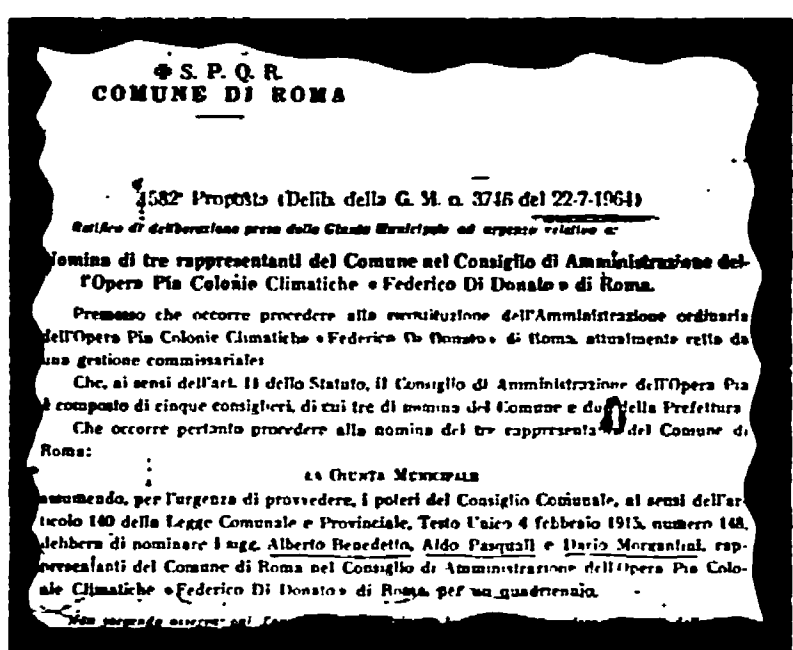 ✠ S. P. Q. R.
COMUNE DI ROMA
1582ª Proposta (Delib. della G. M. n. 3746 del 22-7-1964)
Ratifica di deliberazione presa dalla Giunta Municipale ad urgenza relativa a:
Nomina di tre rappresentanti del Comune nel Consiglio di Amministrazione del-
l'Opera Pia Colonie Climatiche « Federico Di Donato » di Roma.
Premesso che occorre procedere alla ricostituzione dell'Amministrazione ordinaria
dell'Opera Pia Colonie Climatiche « Federico Di Donato » di Roma, attualmente retta da
una gestione commissariale:
Che, ai sensi dell'art. 11 dello Statuto, il Consiglio di Amministrazione dell'Opera Pia
è composto di cinque consiglieri, di cui tre di nomina del Comune e due della Prefettura
Che occorre pertanto procedere alla nomina dei tre rappresentanti del Comune di
Roma:
LA GIUNTA MUNICIPALE
assumendo, per l'urgenza di provvedere, i poteri del Consiglio Comunale, ai sensi dell'ar-
ticolo 140 della Legge Comunale e Provinciale, Testo Unico 4 febbraio 1915, numero 148,
delibera di nominare i sigg. Alberto Benedetto, Aldo Pasquali e Dario Morgantini, rap-
presentanti del Comune di Roma nel Consiglio di Amministrazione dell'Opera Pia Colo-
nie Climatiche « Federico Di Donato » di Roma, per un quadriennio.
Non